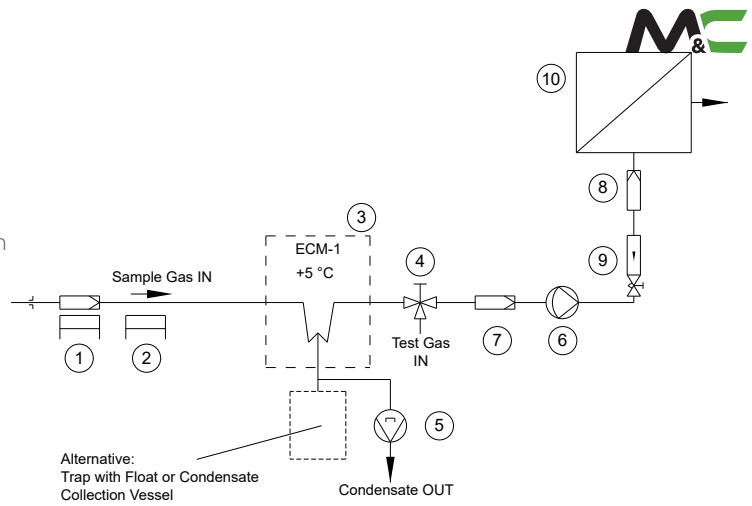 M&C
10
8
n
3
ECM-1
+5 °C
4
9
Sample Gas IN
Test Gas
IN
1
2
7
6
5
Alternative:
Trap with Float or Condensate
Collection Vessel
Condensate OUT